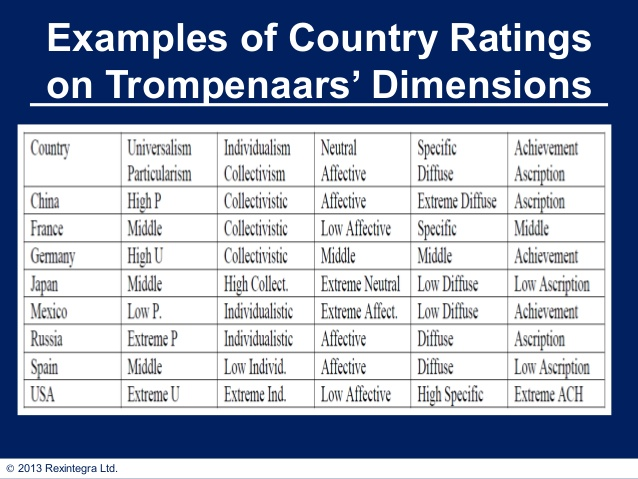 Examples of Country Ratings
on Trompenaars' Dimensions
Country Universalism Individualism Neutral Specific Achievement
Particularism Collectivism Affective Diffuse Ascription
China High P Collectivistic Affective Extreme Diffuse Ascription
France Middle Collectivistic Low Affective Specific Middle
Germany High U Collectivistic Middle Middle Achievement
Japan Middle High Collect. Extreme Neutral Low Diffuse Low Ascription
Mexico Low P. Individualistic Extreme Affect. Low Diffuse Achievement
Russia Extreme P Individualistic Affective Diffuse Ascription
Spain Middle Low Individ. Affective Diffuse Low Ascription
USA Extreme U Extreme Ind. Low Affective High Specific Extreme ACH
© 2013 Rexintegra Ltd.